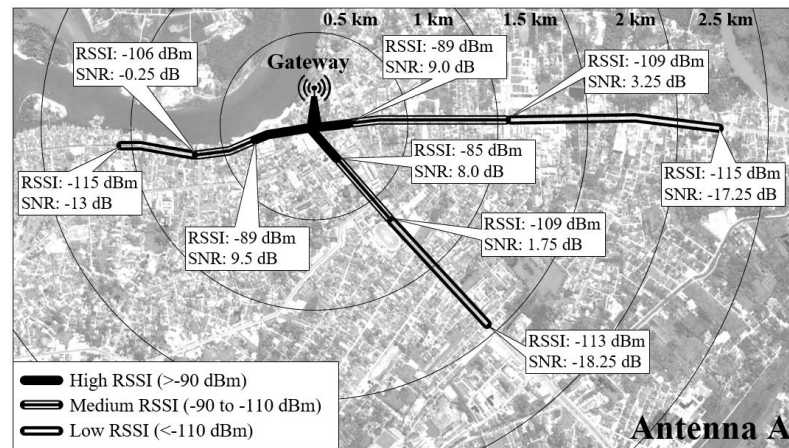 0.5 km 1 km 1.5 km 2 km 2.5 km
RSSI: -106 dBm
SNR: -0.25 dB
Gateway
RSSI: -89 dBm
SNR: 9.0 dB
RSSI: -109 dBm
SNR: 3.25 dB
RSSI: -115 dBm
SNR: -13 dB
RSSI: -89 dBm
SNR: 9.5 dB
RSSI: -85 dBm
SNR: 8.0 dB
RSSI: -115 dBm
SNR: -17.25 dB
RSSI: -109 dBm
SNR: 1.75 dB
RSSI: -113 dBm
SNR: -18.25 dB
High RSSI (>-90 dBm)
Medium RSSI (-90 to -110 dBm)
Low RSSI (<-110 dBm)
Antenna A